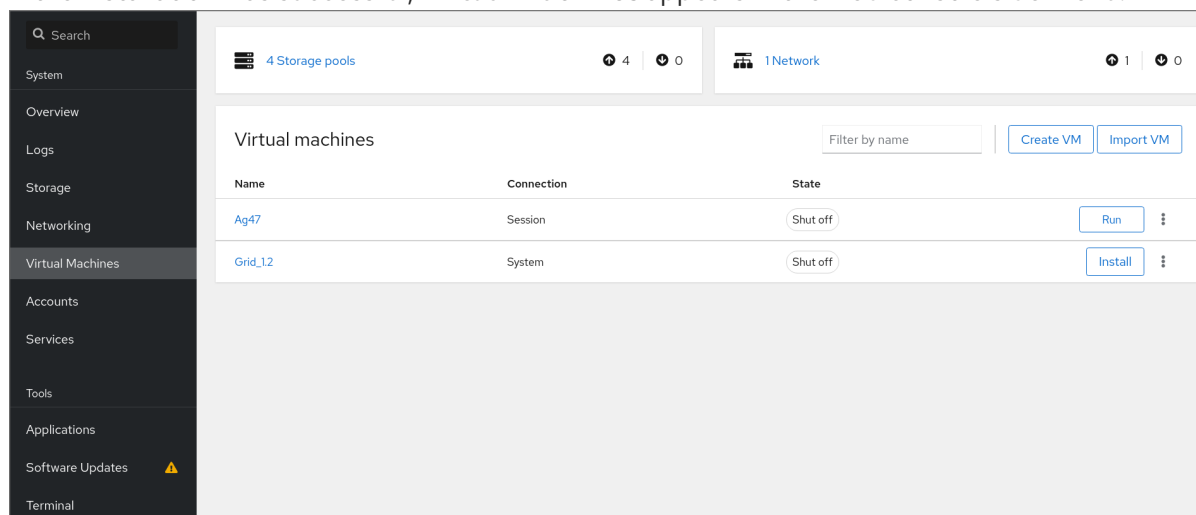 Search
System
Overview
Logs
Storage
Networking
Virtual Machines
Accounts
Services
Tools
Applications
Software Updates
Terminal
4 Storage pools 4 0
1 Network 1 0
Virtual machines Filter by name Create VM Import VM
Name Connection State
Ag47 Session Shut off Run
Grid_1.2 System Shut off Install